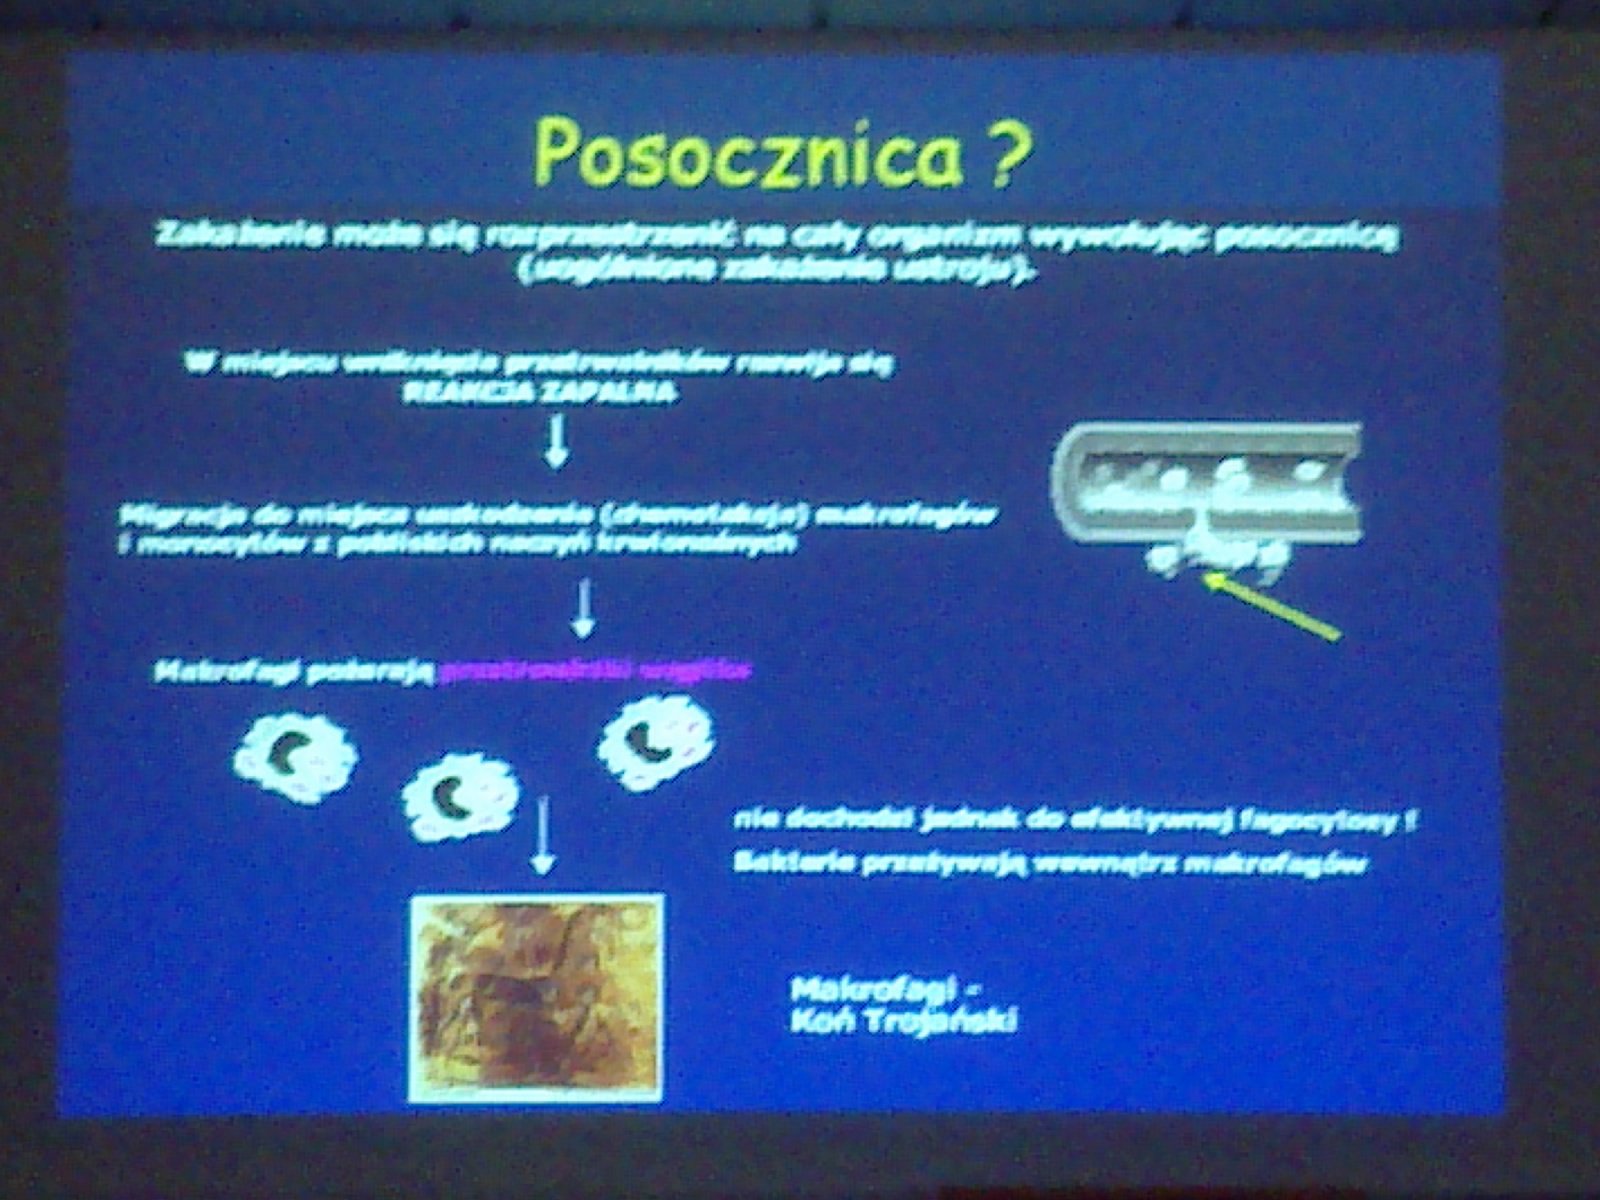 Posocznica ?
Zakażenie może się rozprzestrzenić na cały organizm wywołując posocznicę
(uogólnione zakażenie ustroju).
W miejscu wniknięcia przetrwalników rozwija się
REAKCJA ZAPALNA
Migracja do miejsca uszkodzenia (chemotaksja) makrofagów
i monocytów z pobliskich naczyń krwionośnych
Makrofagi pożerają przetrwalniki wąglika
nie dochodzi jednak do efektywnej fagocytozy !
Bakterie przeżywają wewnątrz makrofagów
Makrofagi -
Koń Trojański